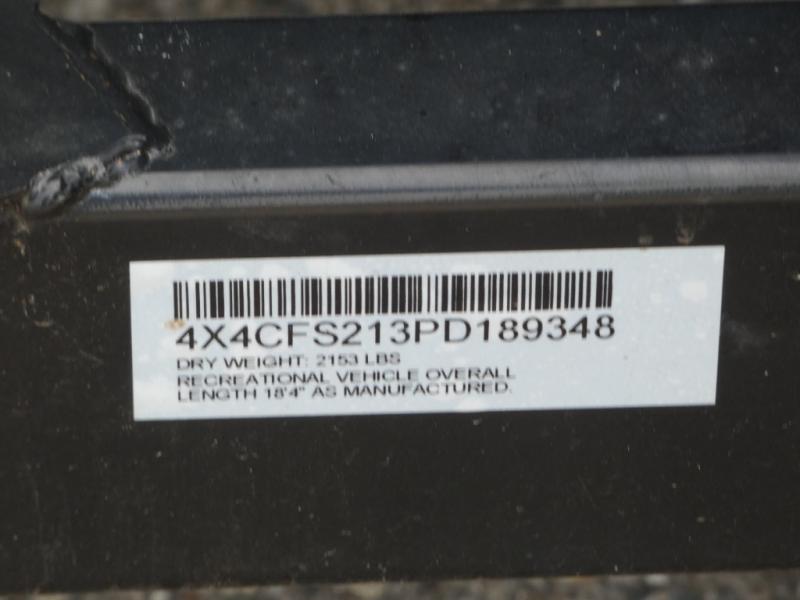 4X4CFS213PD189348
DRY WEIGHT: 2153 LBS
RECREATIONAL VEHICLE OVERALL
LENGTH 18'4" AS MANUFACTURED.